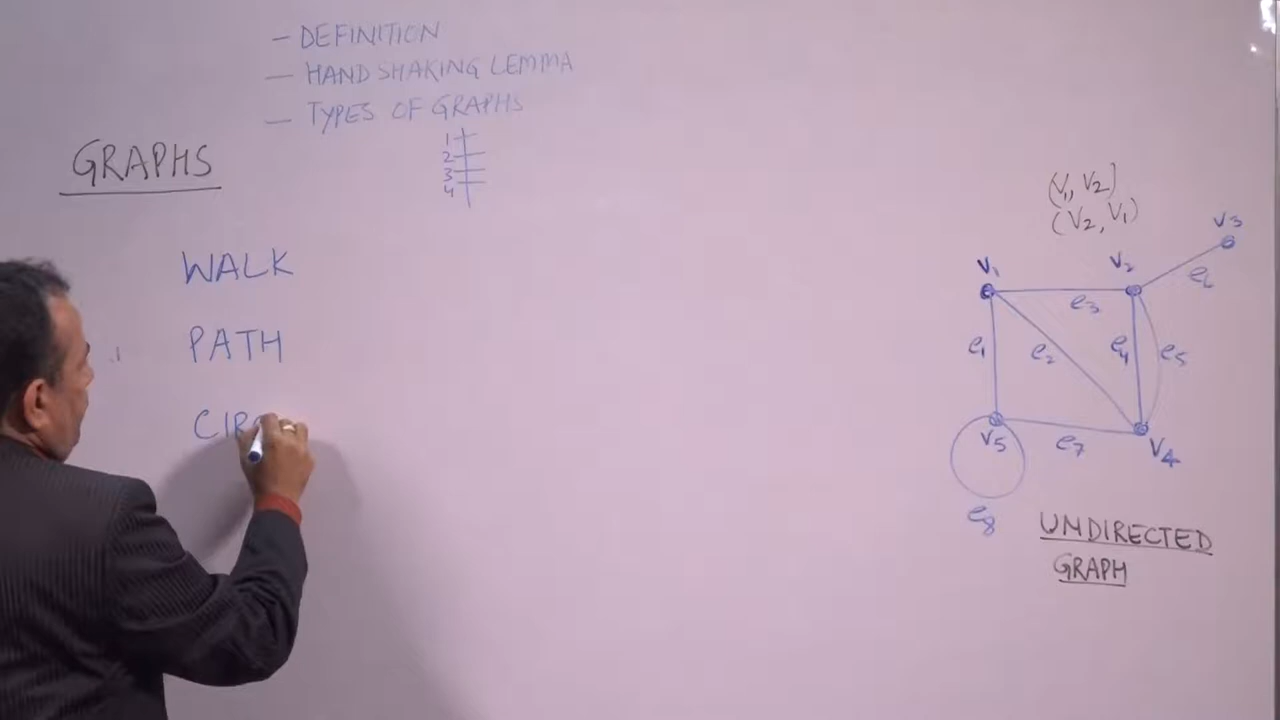 — DEFINITION
— HAND SHAKING LEMMA
— TYPES OF GRAPHS
1
2
3
4
GRAPHS
WALK
PATH
CIR
(V1, V2]
(V2, V1)
V3
V1
V2
e6
e3
e1
e2
e4
e5
V5
e7
V4
e8
UNDIRECTED
GRAPH